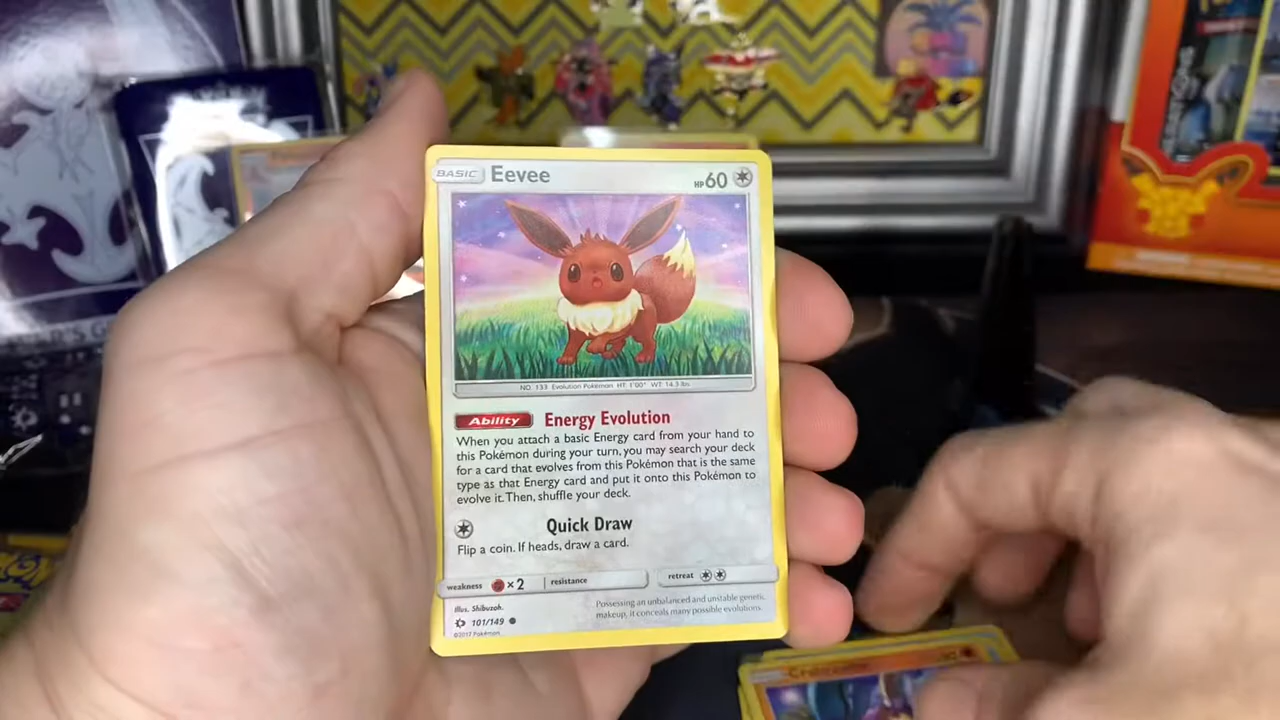 BASIC Eevee HP60
NO. 133 Evolution Pokémon HT: 1'00" WT: 14.3 lbs
Ability Energy Evolution
When you attach a basic Energy card from your hand to
this Pokémon during your turn, you may search your deck
for a card that evolves from this Pokémon that is the same
type as that Energy card and put it onto this Pokémon to
evolve it. Then, shuffle your deck.
Quick Draw
Flip a coin. If heads, draw a card.
weakness ×2 resistance retreat
Illus. Shibuzoh.
101/149
©2017 Pokémon
Possessing an unbalanced and unstable genetic
makeup, it conceals many possible evolutions.